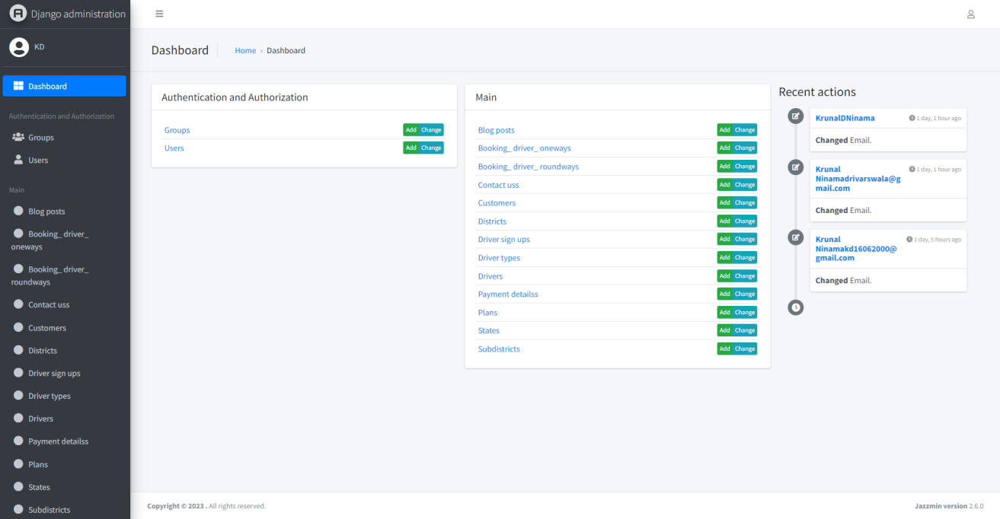 Django administration
KD
Dashboard
Authentication and Authorization
Groups
Users
Main
Blog posts
Booking_ driver_
oneways
Booking_ driver_
roundways
Contact uss
Customers
Districts
Driver sign ups
Driver types
Drivers
Payment detailss
Plans
States
Subdistricts
Dashboard
Home › Dashboard
Authentication and Authorization
Groups Add Change
Users Add Change
Main
Blog posts Add Change
Booking_ driver_ oneways Add Change
Booking_ driver_ roundways Add Change
Contact uss Add Change
Customers Add Change
Districts Add Change
Driver sign ups Add Change
Driver types Add Change
Drivers Add Change
Payment detailss Add Change
Plans Add Change
States Add Change
Subdistricts Add Change
Recent actions
KrunalDNinama 1 day, 1 hour ago
Changed Email.
Krunal 1 day, 1 hour ago
Ninamadrivarswala@g
mail.com
Changed Email.
Krunal 1 day, 5 hours ago
Ninamakd16062000@
gmail.com
Changed Email.
Copyright © 2023 . All rights reserved.
Jazzmin version 2.6.0